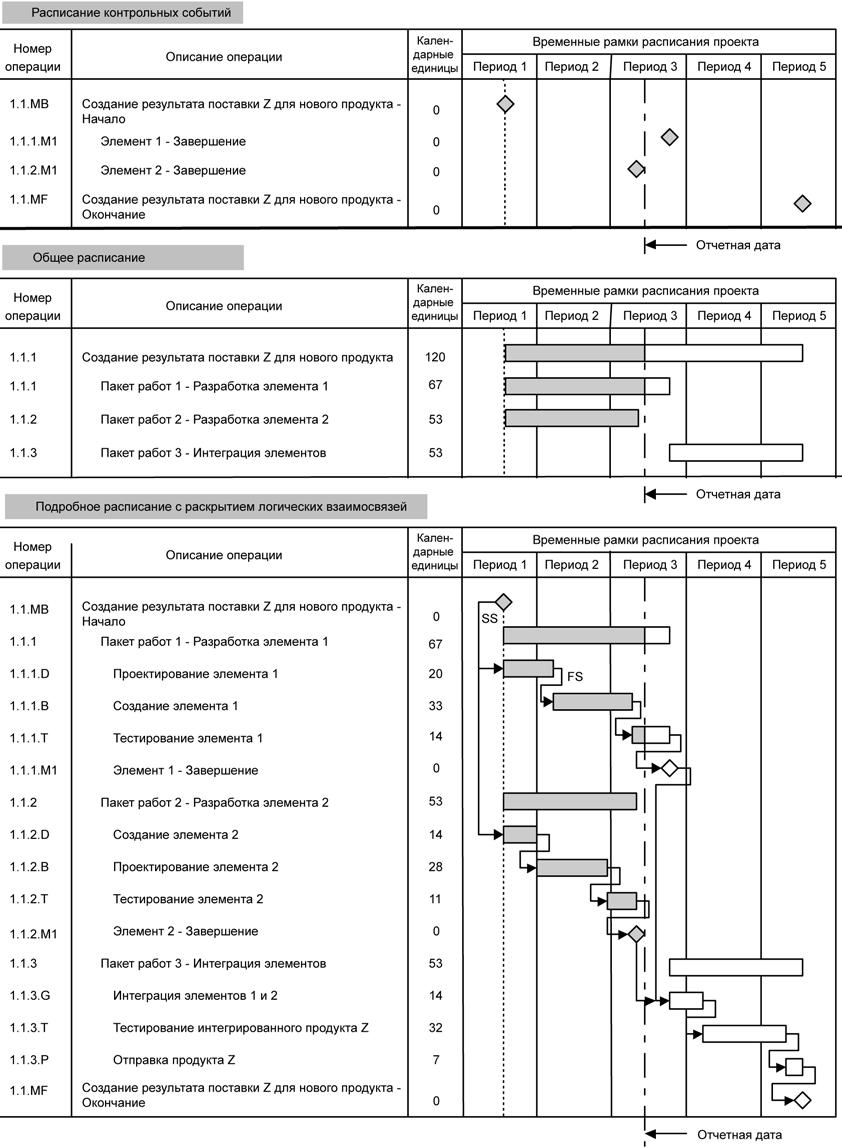 Расписание контрольных событий
Номер операции
Описание операции
Кален-
дарные
единицы
Временные рамки расписания проекта
Период 1 Период 2 Период 3 Период 4 Период 5
1.1.MB Создание результата поставки Z для нового продукта - 0
Начало
1.1.1.M1 Элемент 1 - Завершение 0
1.1.2.M1 Элемент 2 - Завершение 0
1.1.MF Создание результата поставки Z для нового продукта - 0
Окончание
Отчетная дата
Общее расписание
Номер операции
Описание операции
Кален-
дарные
единицы
Временные рамки расписания проекта
Период 1 Период 2 Период 3 Период 4 Период 5
1.1.1 Создание результата поставки Z для нового продукта 120
1.1.1 Пакет работ 1 - Разработка элемента 1 67
1.1.2 Пакет работ 2 - Разработка элемента 2 53
1.1.3 Пакет работ 3 - Интеграция элементов 53
Отчетная дата
Подробное расписание с раскрытием логических взаимосвязей
Номер операции
Описание операции
Кален-
дарные
единицы
Временные рамки расписания проекта
Период 1 Период 2 Период 3 Период 4 Период 5
1.1.MB Создание результата поставки Z для нового продукта - 0
Начало
SS
1.1.1 Пакет работ 1 - Разработка элемента 1 67
1.1.1.D Проектирование элемента 1 20
FS
1.1.1.B Создание элемента 1 33
1.1.1.T Тестирование элемента 1 14
1.1.1.M1 Элемент 1 - Завершение 0
1.1.2 Пакет работ 2 - Разработка элемента 2 53
1.1.2.D Создание элемента 2 14
1.1.2.B Проектирование элемента 2 28
1.1.2.T Тестирование элемента 2 11
1.1.2.M1 Элемент 2 - Завершение 0
1.1.3 Пакет работ 3 - Интеграция элементов 53
1.1.3.G Интеграция элементов 1 и 2 14
1.1.3.T Тестирование интегрированного продукта Z 32
1.1.3.P Отправка продукта Z 7
1.1.MF Создание результата поставки Z для нового продукта - 0
Окончание
Отчетная дата